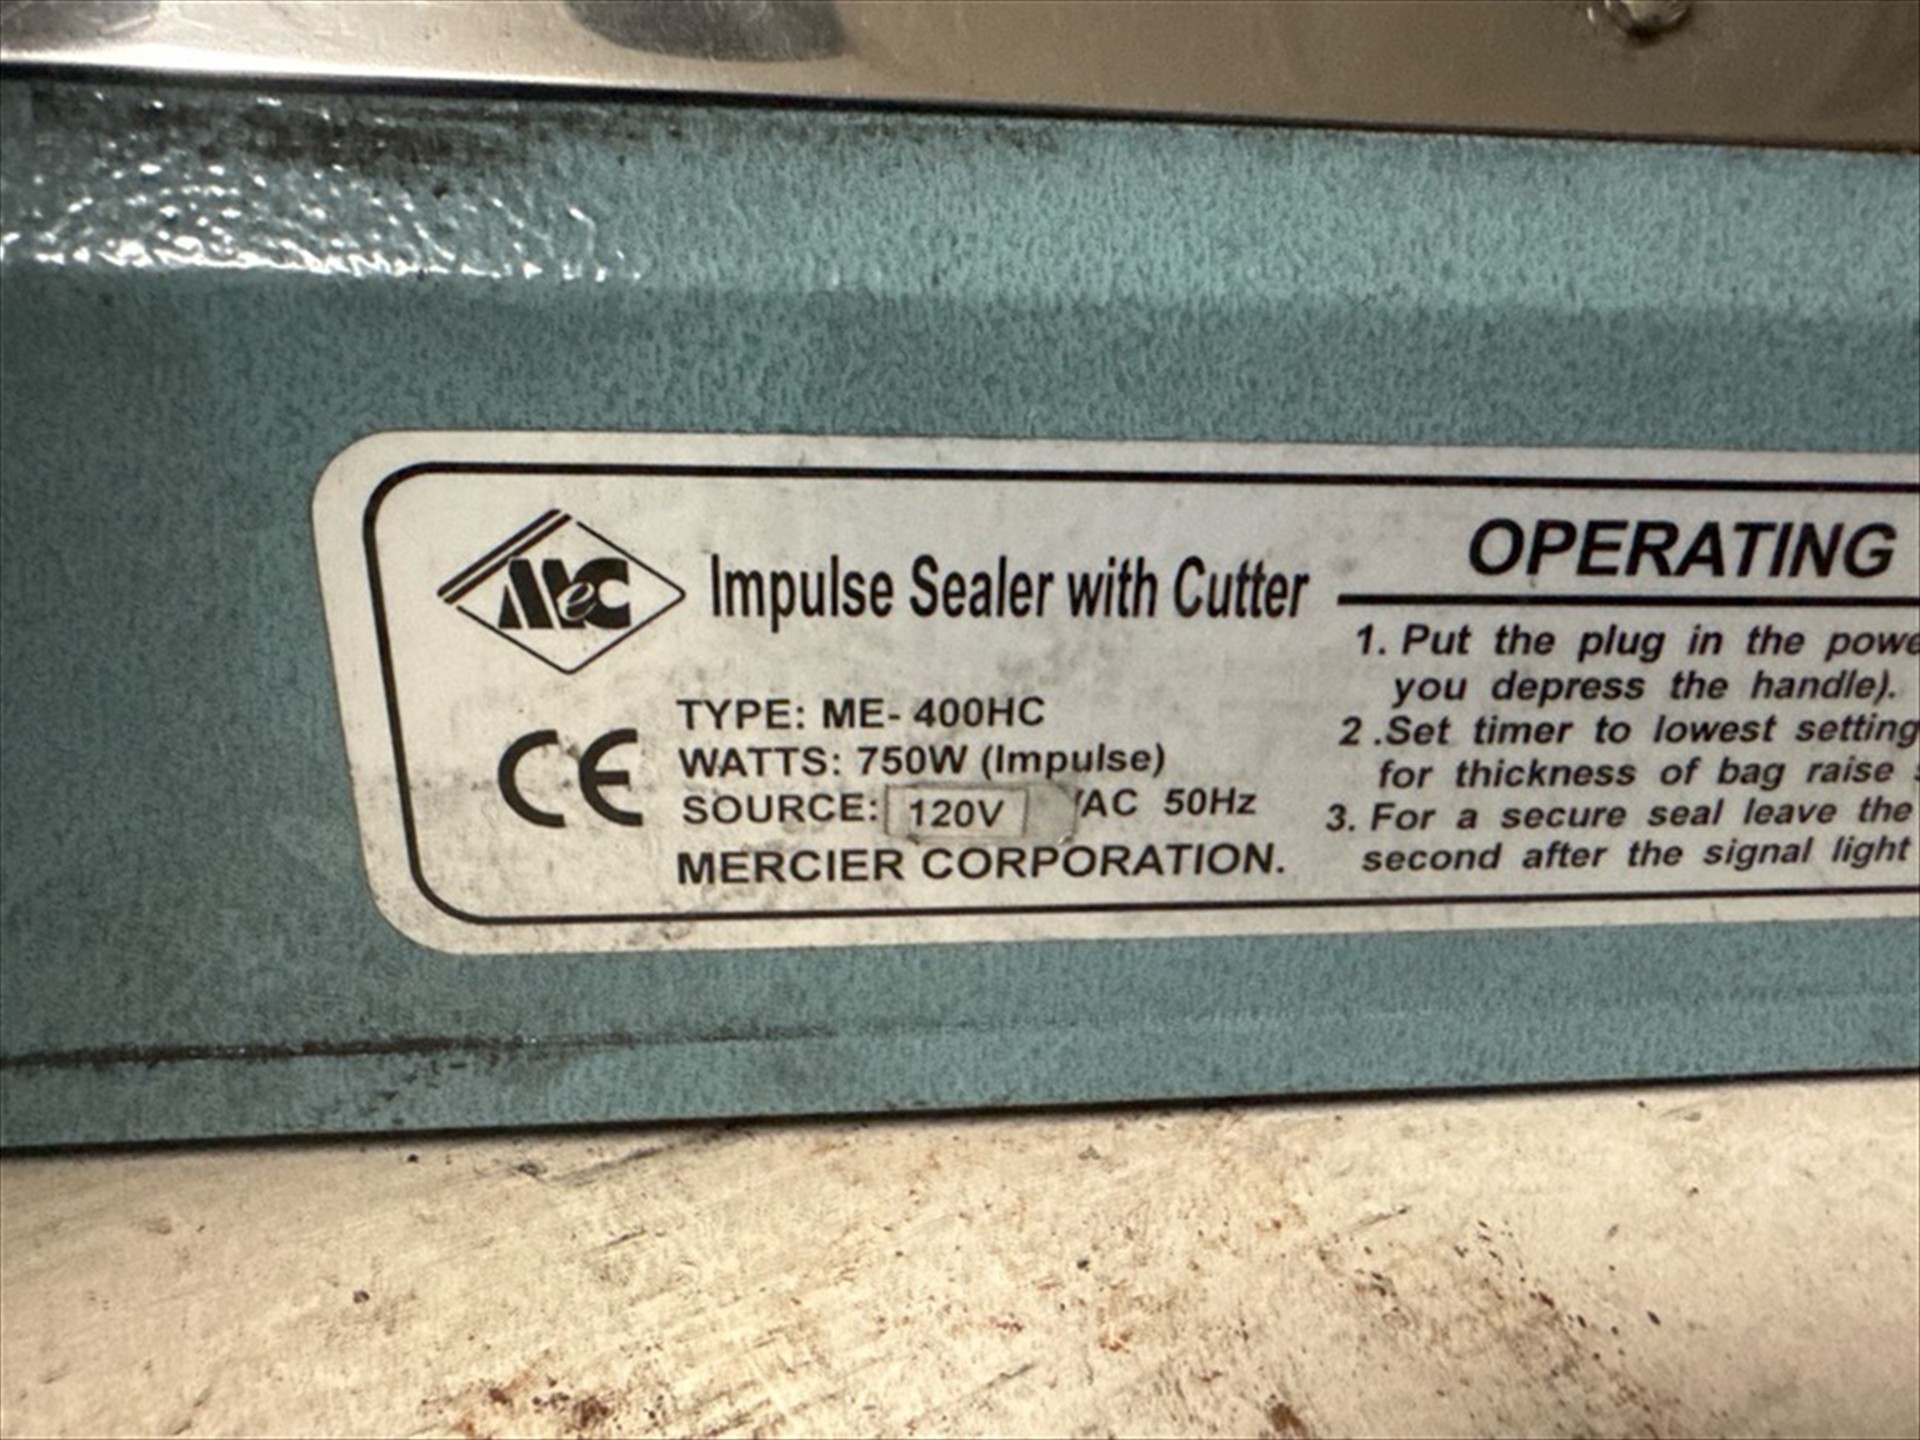 MeC
Impulse Sealer with Cutter
CE
TYPE: ME- 400HC
WATTS: 750W (Impulse)
SOURCE: 120V /AC 50Hz
MERCIER CORPORATION.
OPERATING
1. Put the plug in the powe
you depress the handle).
2 .Set timer to lowest setting
for thickness of bag raise
3. For a secure seal leave the
second after the signal light